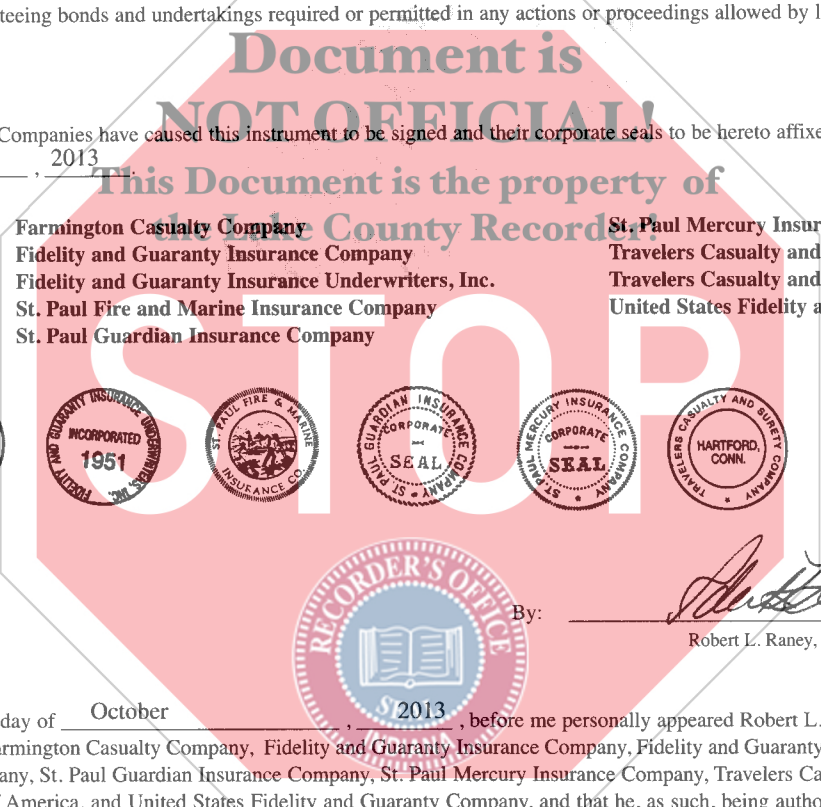 teeing bonds and undertakings required or permitted in any actions or proceedings allowed by l
Document is
NOT OFFICIAL!
Companies have caused this instrument to be signed and their corporate seals to be hereto affixe
, 2013 .
This Document is the property of
the Lake County Recorder!
Farmington Casualty Company
Fidelity and Guaranty Insurance Company
Fidelity and Guaranty Insurance Underwriters, Inc.
St. Paul Fire and Marine Insurance Company
St. Paul Guardian Insurance Company
St. Paul Mercury Insur
Travelers Casualty and
Travelers Casualty and
United States Fidelity a
STOP
FIDELITY AND GUARANTY INSURANCE UNDERWRITERS, INC.
INCORPORATED
1951
ST. PAUL FIRE & MARINE
INSURANCE CO.
ST PAUL GUARDIAN INSURANCE COMPANY
CORPORATE
SEAL
ST PAUL MERCURY INSURANCE COMPANY
CORPORATE
SEAL
TRAVELERS CASUALTY AND SURETY COMPANY
HARTFORD,
CONN.
RECORDER'S OFFICE
SEAL
INDIANA
By:
Robert L. Raney,
day of October , 2013 , before me personally appeared Robert L.
armington Casualty Company, Fidelity and Guaranty Insurance Company, Fidelity and Guaranty
any, St. Paul Guardian Insurance Company, St. Paul Mercury Insurance Company, Travelers Ca
f America, and United States Fidelity and Guaranty Company, and that he, as such, being autho